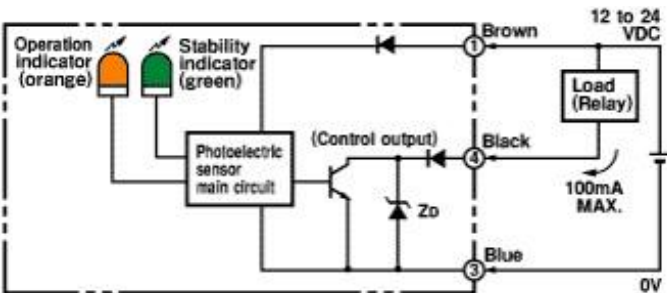 Operation
indicator
(orange)
Stability
indicator
(green)
1
Brown
12 to 24
VDC
Load
(Relay)
Photoelectric
sensor
main circuit
(Control output)
4
Black
100mA
MAX.
ZD
3
Blue
0V